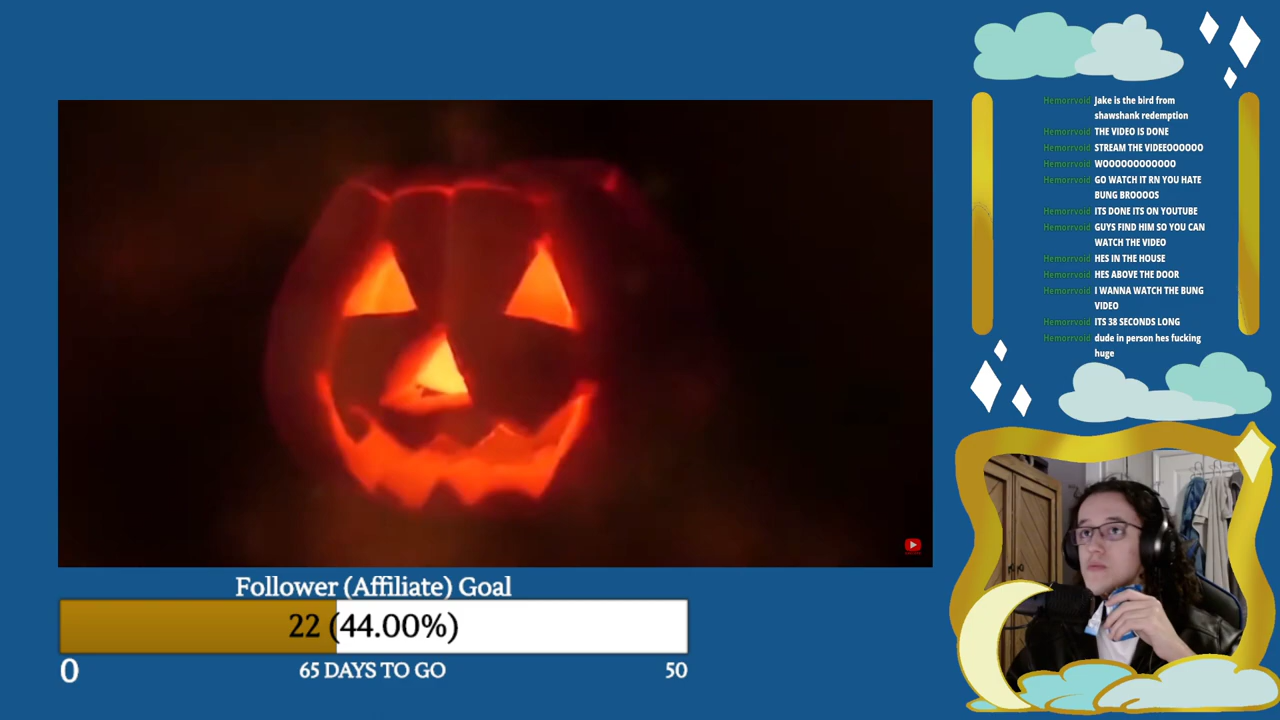 Hemorrvoid Jake is the bird from
shawshank redemption
Hemorrvoid THE VIDEO IS DONE
Hemorrvoid STREAM THE VIDEEOOOOOO
Hemorrvoid WOOOOOOOOOOOO
Hemorrvoid GO WATCH IT RN YOU HATE
BUNG BROOOOS
Hemorrvoid ITS DONE ITS ON YOUTUBE
Hemorrvoid GUYS FIND HIM SO YOU CAN
WATCH THE VIDEO
Hemorrvoid HES IN THE HOUSE
Hemorrvoid HES ABOVE THE DOOR
Hemorrvoid I WANNA WATCH THE BUNG
VIDEO
Hemorrvoid ITS 38 SECONDS LONG
Hemorrvoid dude in person hes fucking
huge
Follower (Affiliate) Goal
22 (44.00%)
0 65 DAYS TO GO 50